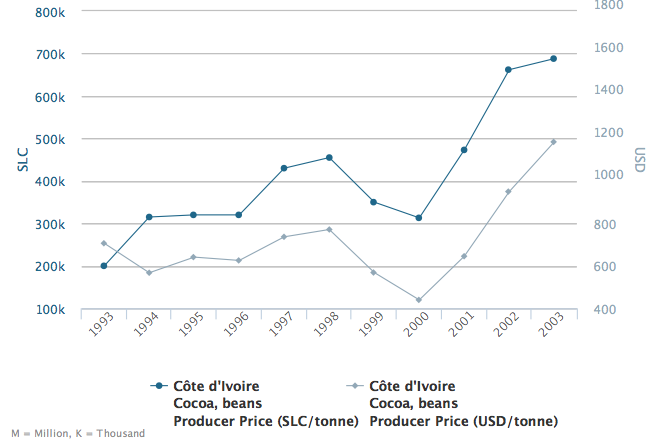 800k
700k
600k
500k
400k
300k
200k
100k
SLC
1800
1600
1400
1200
1000
800
600
400
USD
1993 1994 1995 1996 1997 1998 1999 2000 2001 2002 2003
Côte d'Ivoire
Cocoa, beans
Producer Price (SLC/tonne)
Côte d'Ivoire
Cocoa, beans
Producer Price (USD/tonne)
M = Million, K = Thousand